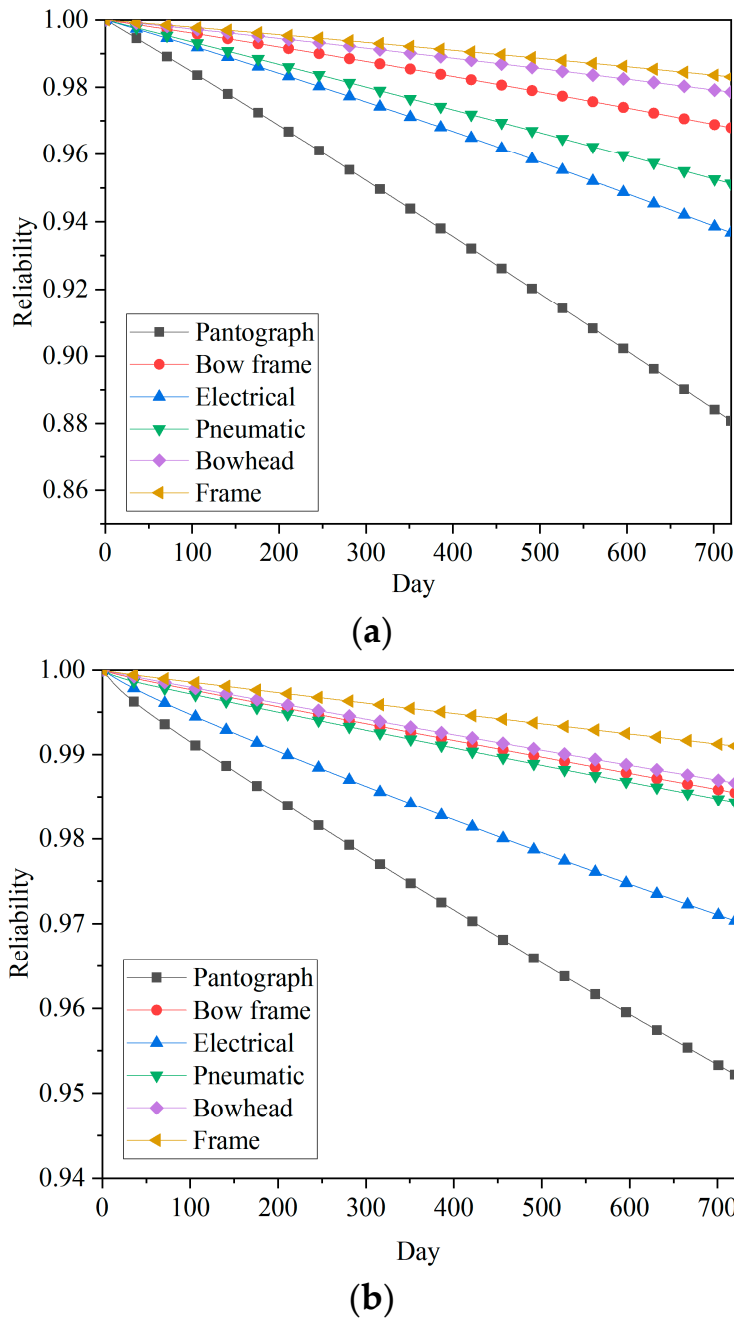 1.00
0.98
0.96
0.94
0.92
0.90
0.88
0.86
Reliability
Pantograph
Bow frame
Electrical
Pneumatic
Bowhead
Frame
0 100 200 300 400 500 600 700
Day
(a)
1.00
0.99
0.98
0.97
0.96
0.95
0.94
Reliability
Pantograph
Bow frame
Electrical
Pneumatic
Bowhead
Frame
0 100 200 300 400 500 600 700
Day
(b)